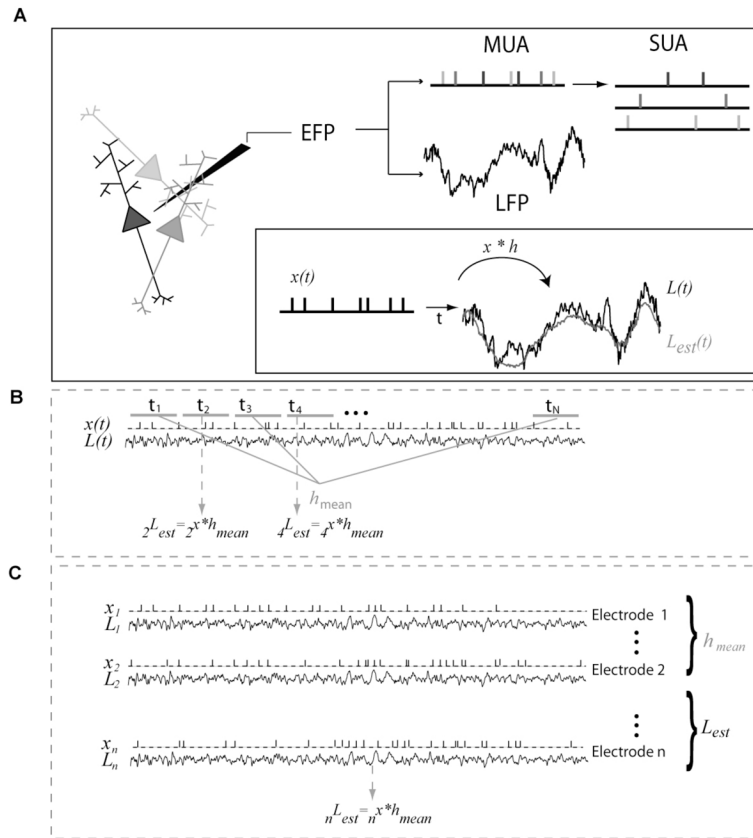 A
MUA
SUA
EFP
LFP
x * h
x(t)
t
L(t)
Lest(t)
B
t1 t2 t3 t4 ••• tN
x(t)
L(t)
hmean
2Lest=2x*hmean
4Lest=4x*hmean
C
x1
L1
Electrode 1
hmean
x2
L2
Electrode 2
Lest
xn
Ln
Electrode n
nLest=nx*hmean